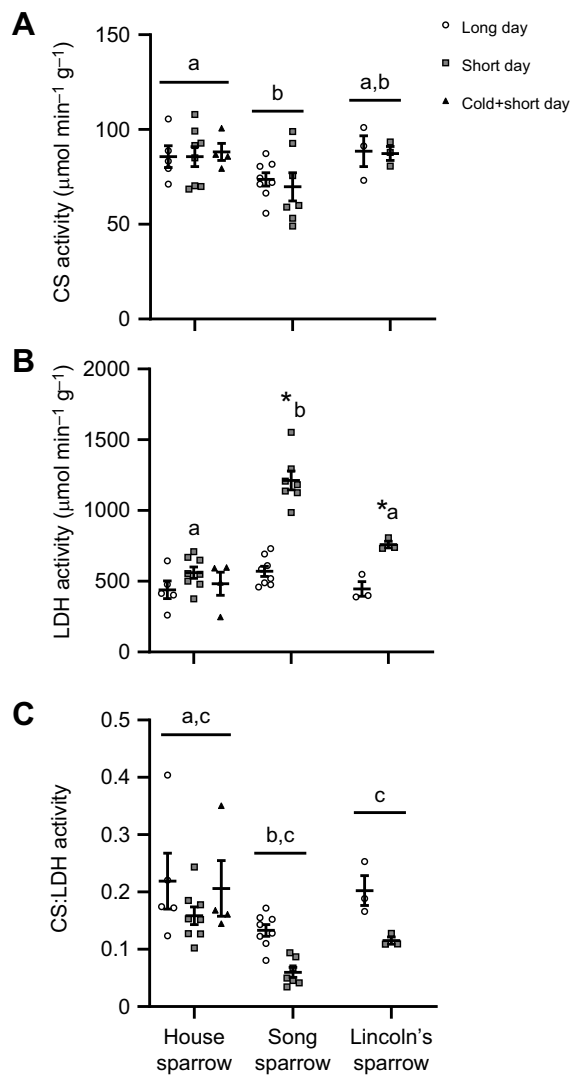 A
Long day
Short day
Cold+short day
CS activity (μmol min–1 g–1)
150
100
50
0
a
b
a,b
B
LDH activity (μmol min–1 g–1)
2000
1500
1000
500
0
a
*b
*a
C
CS:LDH activity
0.5
0.4
0.3
0.2
0.1
0
a,c
b,c
c
House
sparrow
Song
sparrow
Lincoln’s
sparrow